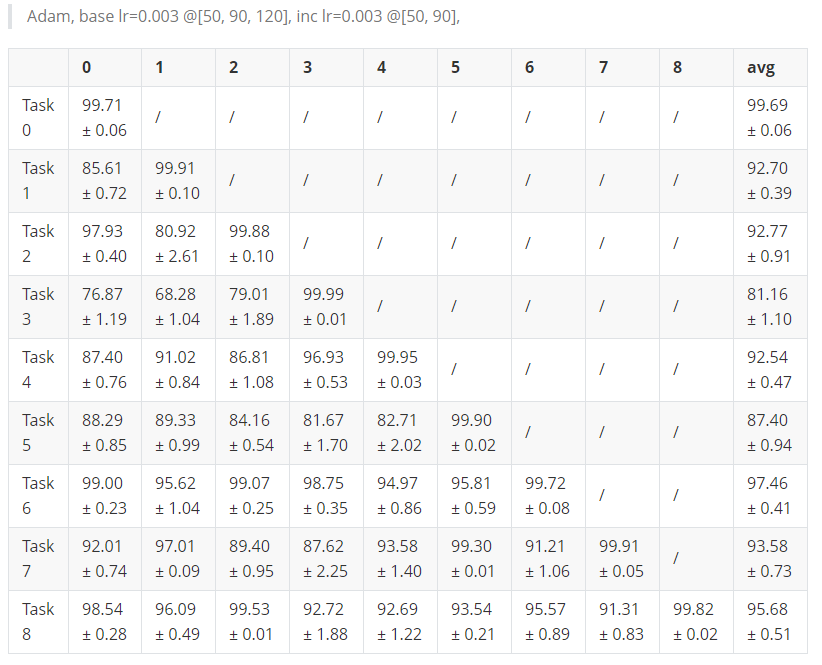 Adam, base lr=0.003 @[50, 90, 120], inc lr=0.003 @[50, 90],
0 1 2 3 4 5 6 7 8 avg
Task 99.71 99.69
0 ± 0.06 / / / / / / / / ± 0.06
Task 85.61 99.91 92.70
1 ± 0.72 ± 0.10 / / / / / / / ± 0.39
Task 97.93 80.92 99.88 92.77
2 ± 0.40 ± 2.61 ± 0.10 / / / / / / ± 0.91
Task 76.87 68.28 79.01 99.99 81.16
3 ± 1.19 ± 1.04 ± 1.89 ± 0.01 / / / / / ± 1.10
Task 87.40 91.02 86.81 96.93 99.95 92.54
4 ± 0.76 ± 0.84 ± 1.08 ± 0.53 ± 0.03 / / / / ± 0.47
Task 88.29 89.33 84.16 81.67 82.71 99.90 87.40
5 ± 0.85 ± 0.99 ± 0.54 ± 1.70 ± 2.02 ± 0.02 / / / ± 0.94
Task 99.00 95.62 99.07 98.75 94.97 95.81 99.72 97.46
6 ± 0.23 ± 1.04 ± 0.25 ± 0.35 ± 0.86 ± 0.59 ± 0.08 / / ± 0.41
Task 92.01 97.01 89.40 87.62 93.58 99.30 91.21 99.91 93.58
7 ± 0.74 ± 0.09 ± 0.95 ± 2.25 ± 1.40 ± 0.01 ± 1.06 ± 0.05 / ± 0.73
Task 98.54 96.09 99.53 92.72 92.69 93.54 95.57 91.31 99.82 95.68
8 ± 0.28 ± 0.49 ± 0.01 ± 1.88 ± 1.22 ± 0.21 ± 0.89 ± 0.83 ± 0.02 ± 0.51